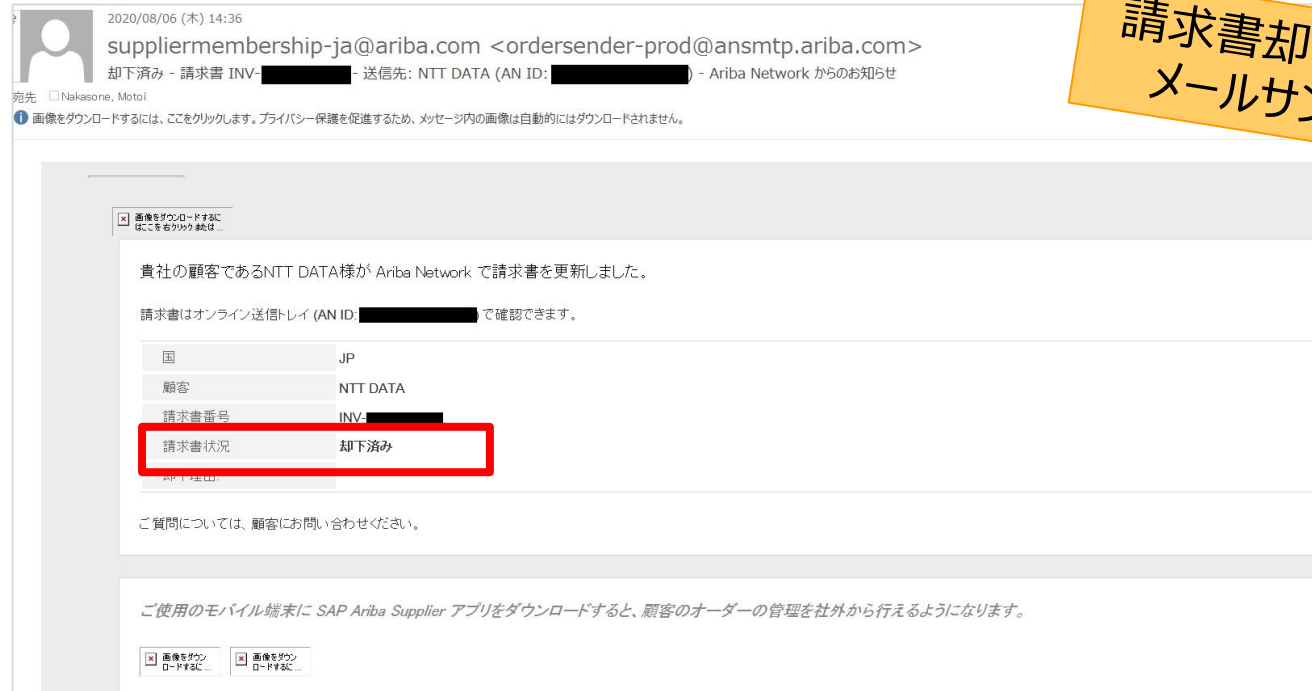 2020/08/06 (木) 14:36
請求書却
メールサン
suppliermembership-ja@ariba.com <ordersender-prod@ansmtp.ariba.com>
却下済み - 請求書 INV- - 送信先: NTT DATA (AN ID: ) - Ariba Network からのお知らせ
宛先 Nakasone, Motoi
画像をダウンロードするには、ここをクリックします。プライバシー保護を促進するため、メッセージ内の画像は自動的にはダウンロードされません。
画像をダウンロードするに
はここを右クリックまたは...
貴社の顧客であるNTT DATA様が Ariba Network で請求書を更新しました。
請求書はオンライン送信トレイ (AN ID: ) で確認できます。
国 JP
顧客 NTT DATA
請求書番号 INV-
請求書状況 却下済み
却下理由:
ご質問については、顧客にお問い合わせください。
ご使用のモバイル端末に SAP Ariba Supplier アプリをダウンロードすると、顧客のオーダーの管理を社外から行えるようになります。
画像をダウン 画像をダウン
ロードするに... ロードするに...